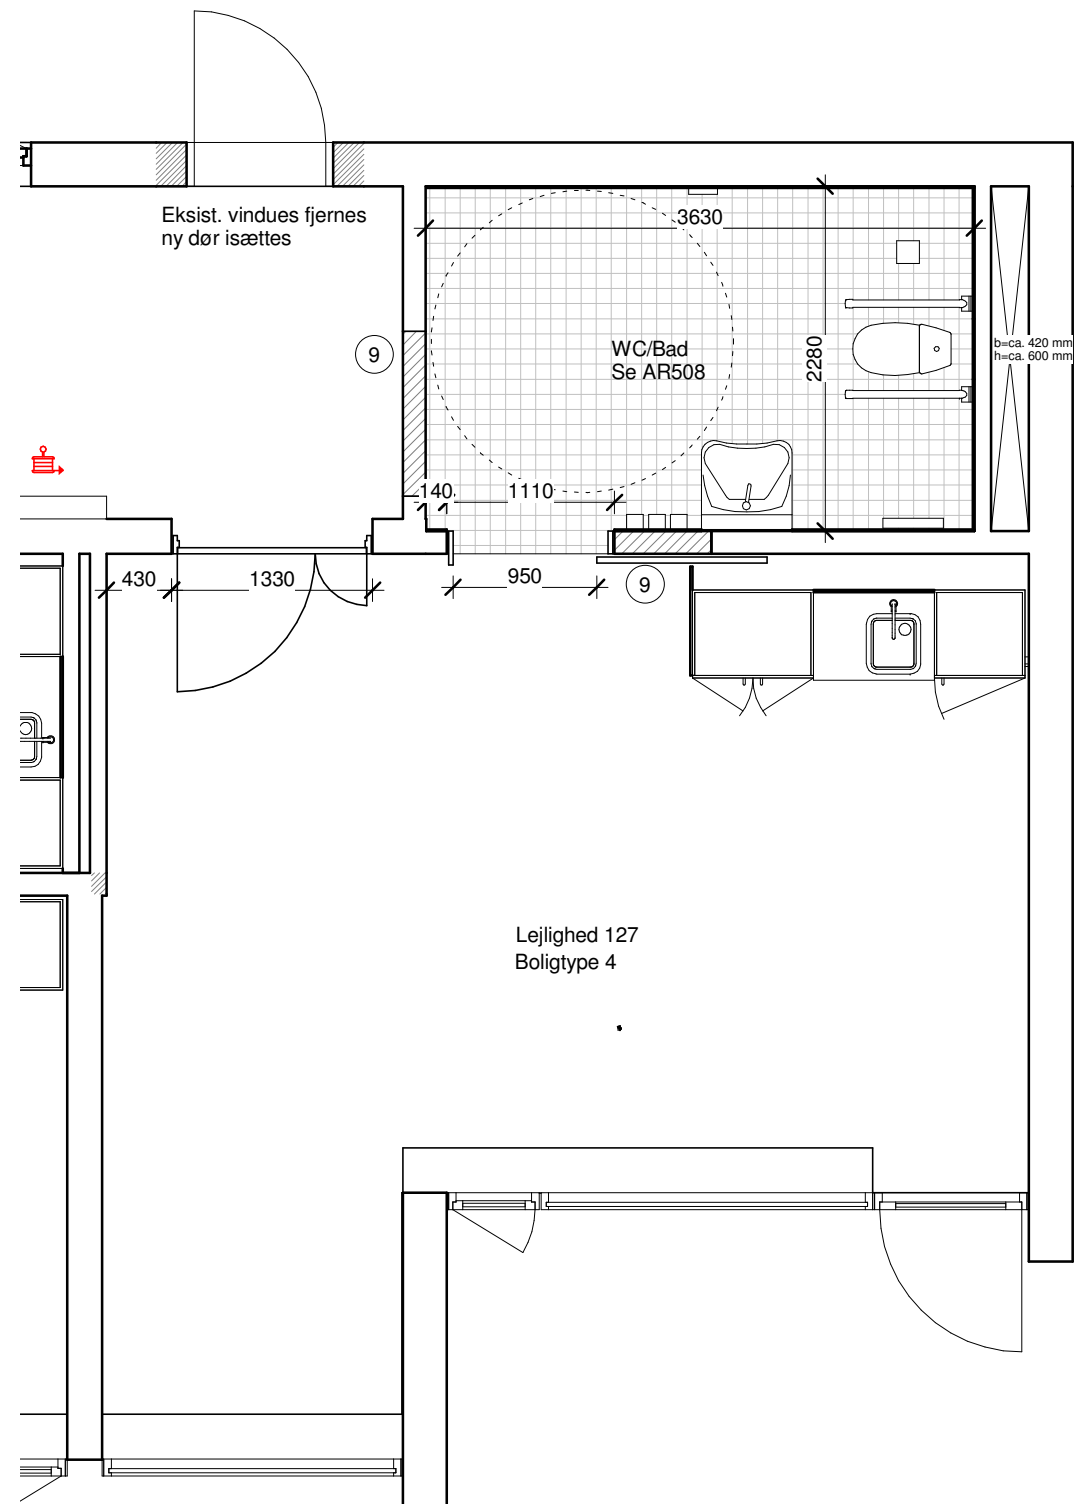 Eksist. vindues fjernes
ny dør isættes
3630
9
WC/Bad
Se AR508
2280
b=ca. 420 mm
h=ca. 600 mm
140
1110
430
1330
950
9
Lejlighed 127
Boligtype 4